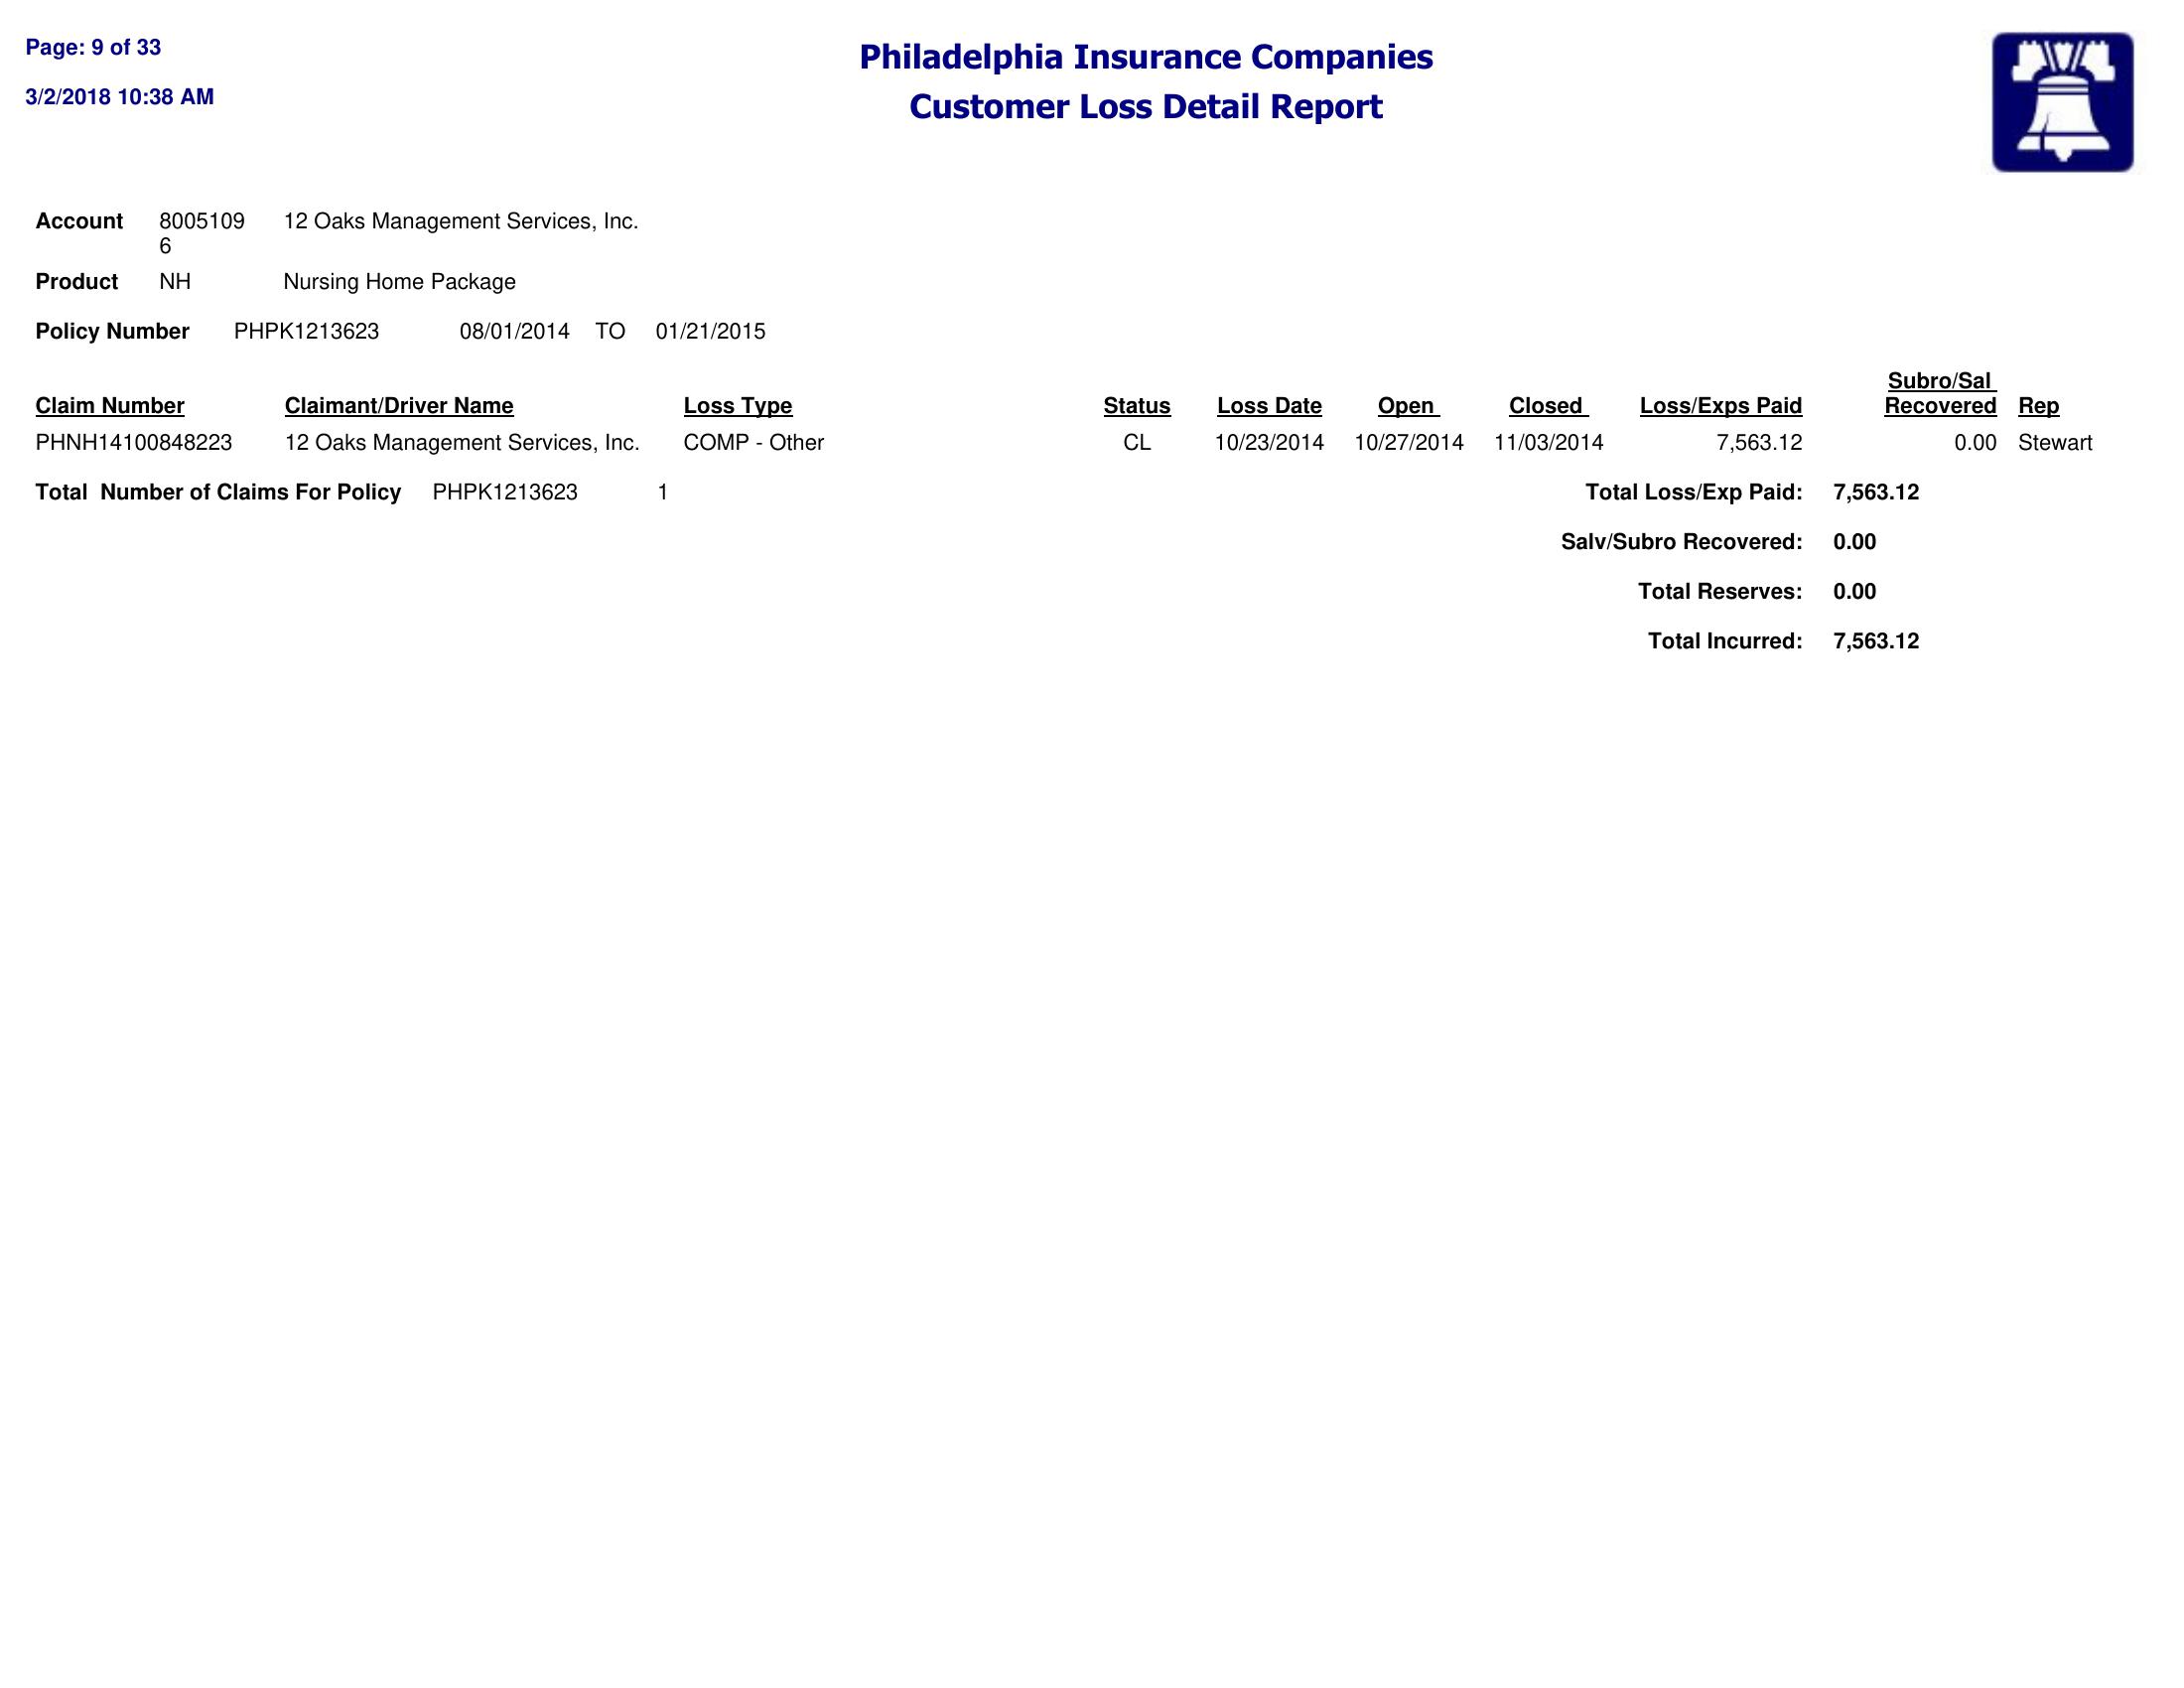 Page: 9 of 33
3/2/2018 10:38 AM
Philadelphia Insurance Companies
Customer Loss Detail Report
Account 8005109 12 Oaks Management Services, Inc.
6
Product NH Nursing Home Package
Policy Number PHPK1213623 08/01/2014 TO 01/21/2015
Subro/Sal
Claim Number Claimant/Driver Name Loss Type Status Loss Date Open Closed Loss/Exps Paid Recovered Rep
PHNH14100848223 12 Oaks Management Services, Inc. COMP - Other CL 10/23/2014 10/27/2014 11/03/2014 7,563.12 0.00 Stewart
Total Number of Claims For Policy PHPK1213623 1 Total Loss/Exp Paid: 7,563.12
Salv/Subro Recovered: 0.00
Total Reserves: 0.00
Total Incurred: 7,563.12